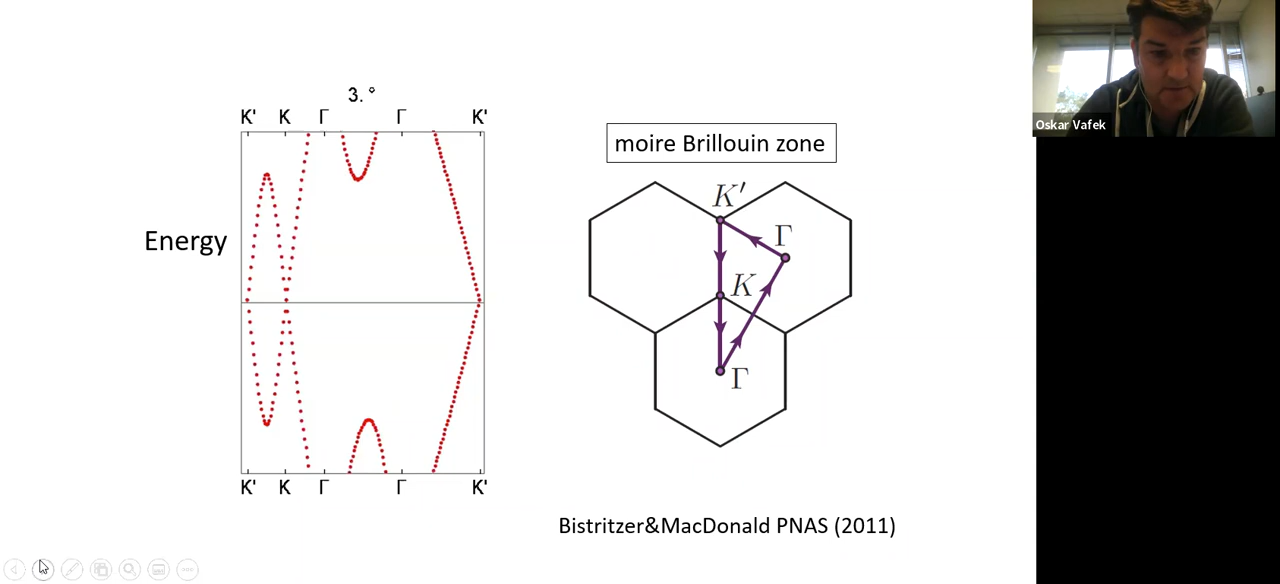 3. °
K' K Γ Γ K'
Energy
K' K Γ Γ K'
moire Brillouin zone
K'
Γ
K
Γ
Bistritzer&MacDonald PNAS (2011)
Oskar Vafek